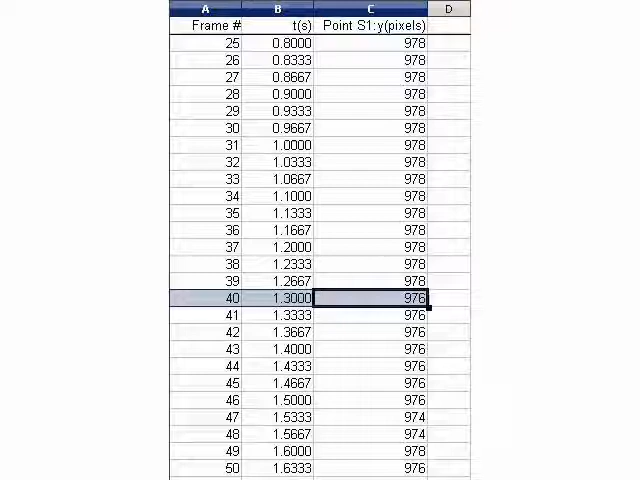 A B C D
Frame # t(s) Point S1:y(pixels)
25 0.8000 978
26 0.8333 978
27 0.8667 978
28 0.9000 978
29 0.9333 978
30 0.9667 978
31 1.0000 978
32 1.0333 978
33 1.0667 978
34 1.1000 978
35 1.1333 978
36 1.1667 978
37 1.2000 978
38 1.2333 978
39 1.2667 978
40 1.3000 976
41 1.3333 976
42 1.3667 976
43 1.4000 976
44 1.4333 976
45 1.4667 976
46 1.5000 976
47 1.5333 974
48 1.5667 974
49 1.6000 978
50 1.6333 976